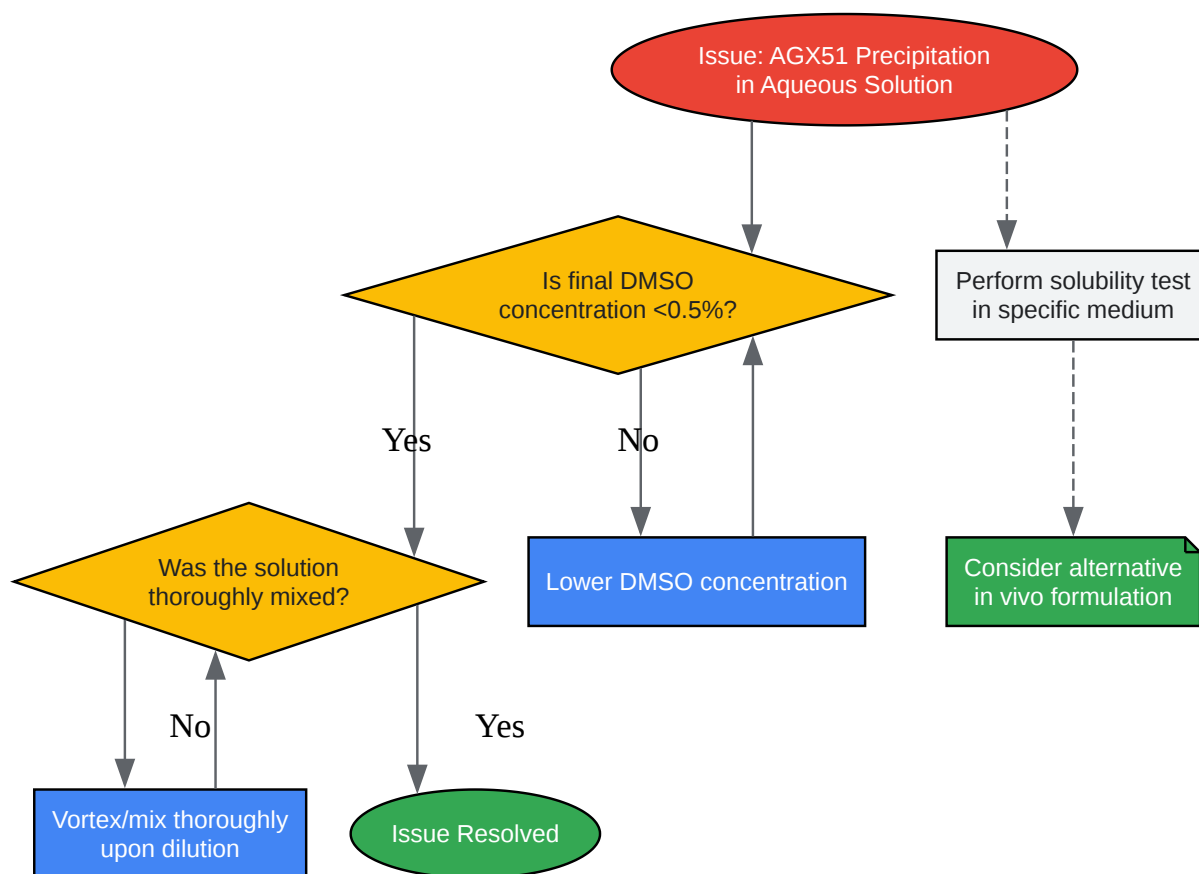 Issue: AGX51 Precipitation
in Aqueous Solution
Is final DMSO
concentration <0.5%?
Perform solubility test
in specific medium
Yes
No
Was the solution
thoroughly mixed?
Lower DMSO concentration
Consider alternative
in vivo formulation
No
Yes
Vortex/mix thoroughly
upon dilution
Issue Resolved